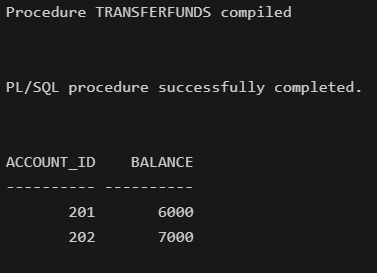 Procedure TRANSFERFUNDS compiled
PL/SQL procedure successfully completed.
ACCOUNT_ID    BALANCE
---------- ----------
       201       6000
       202       7000